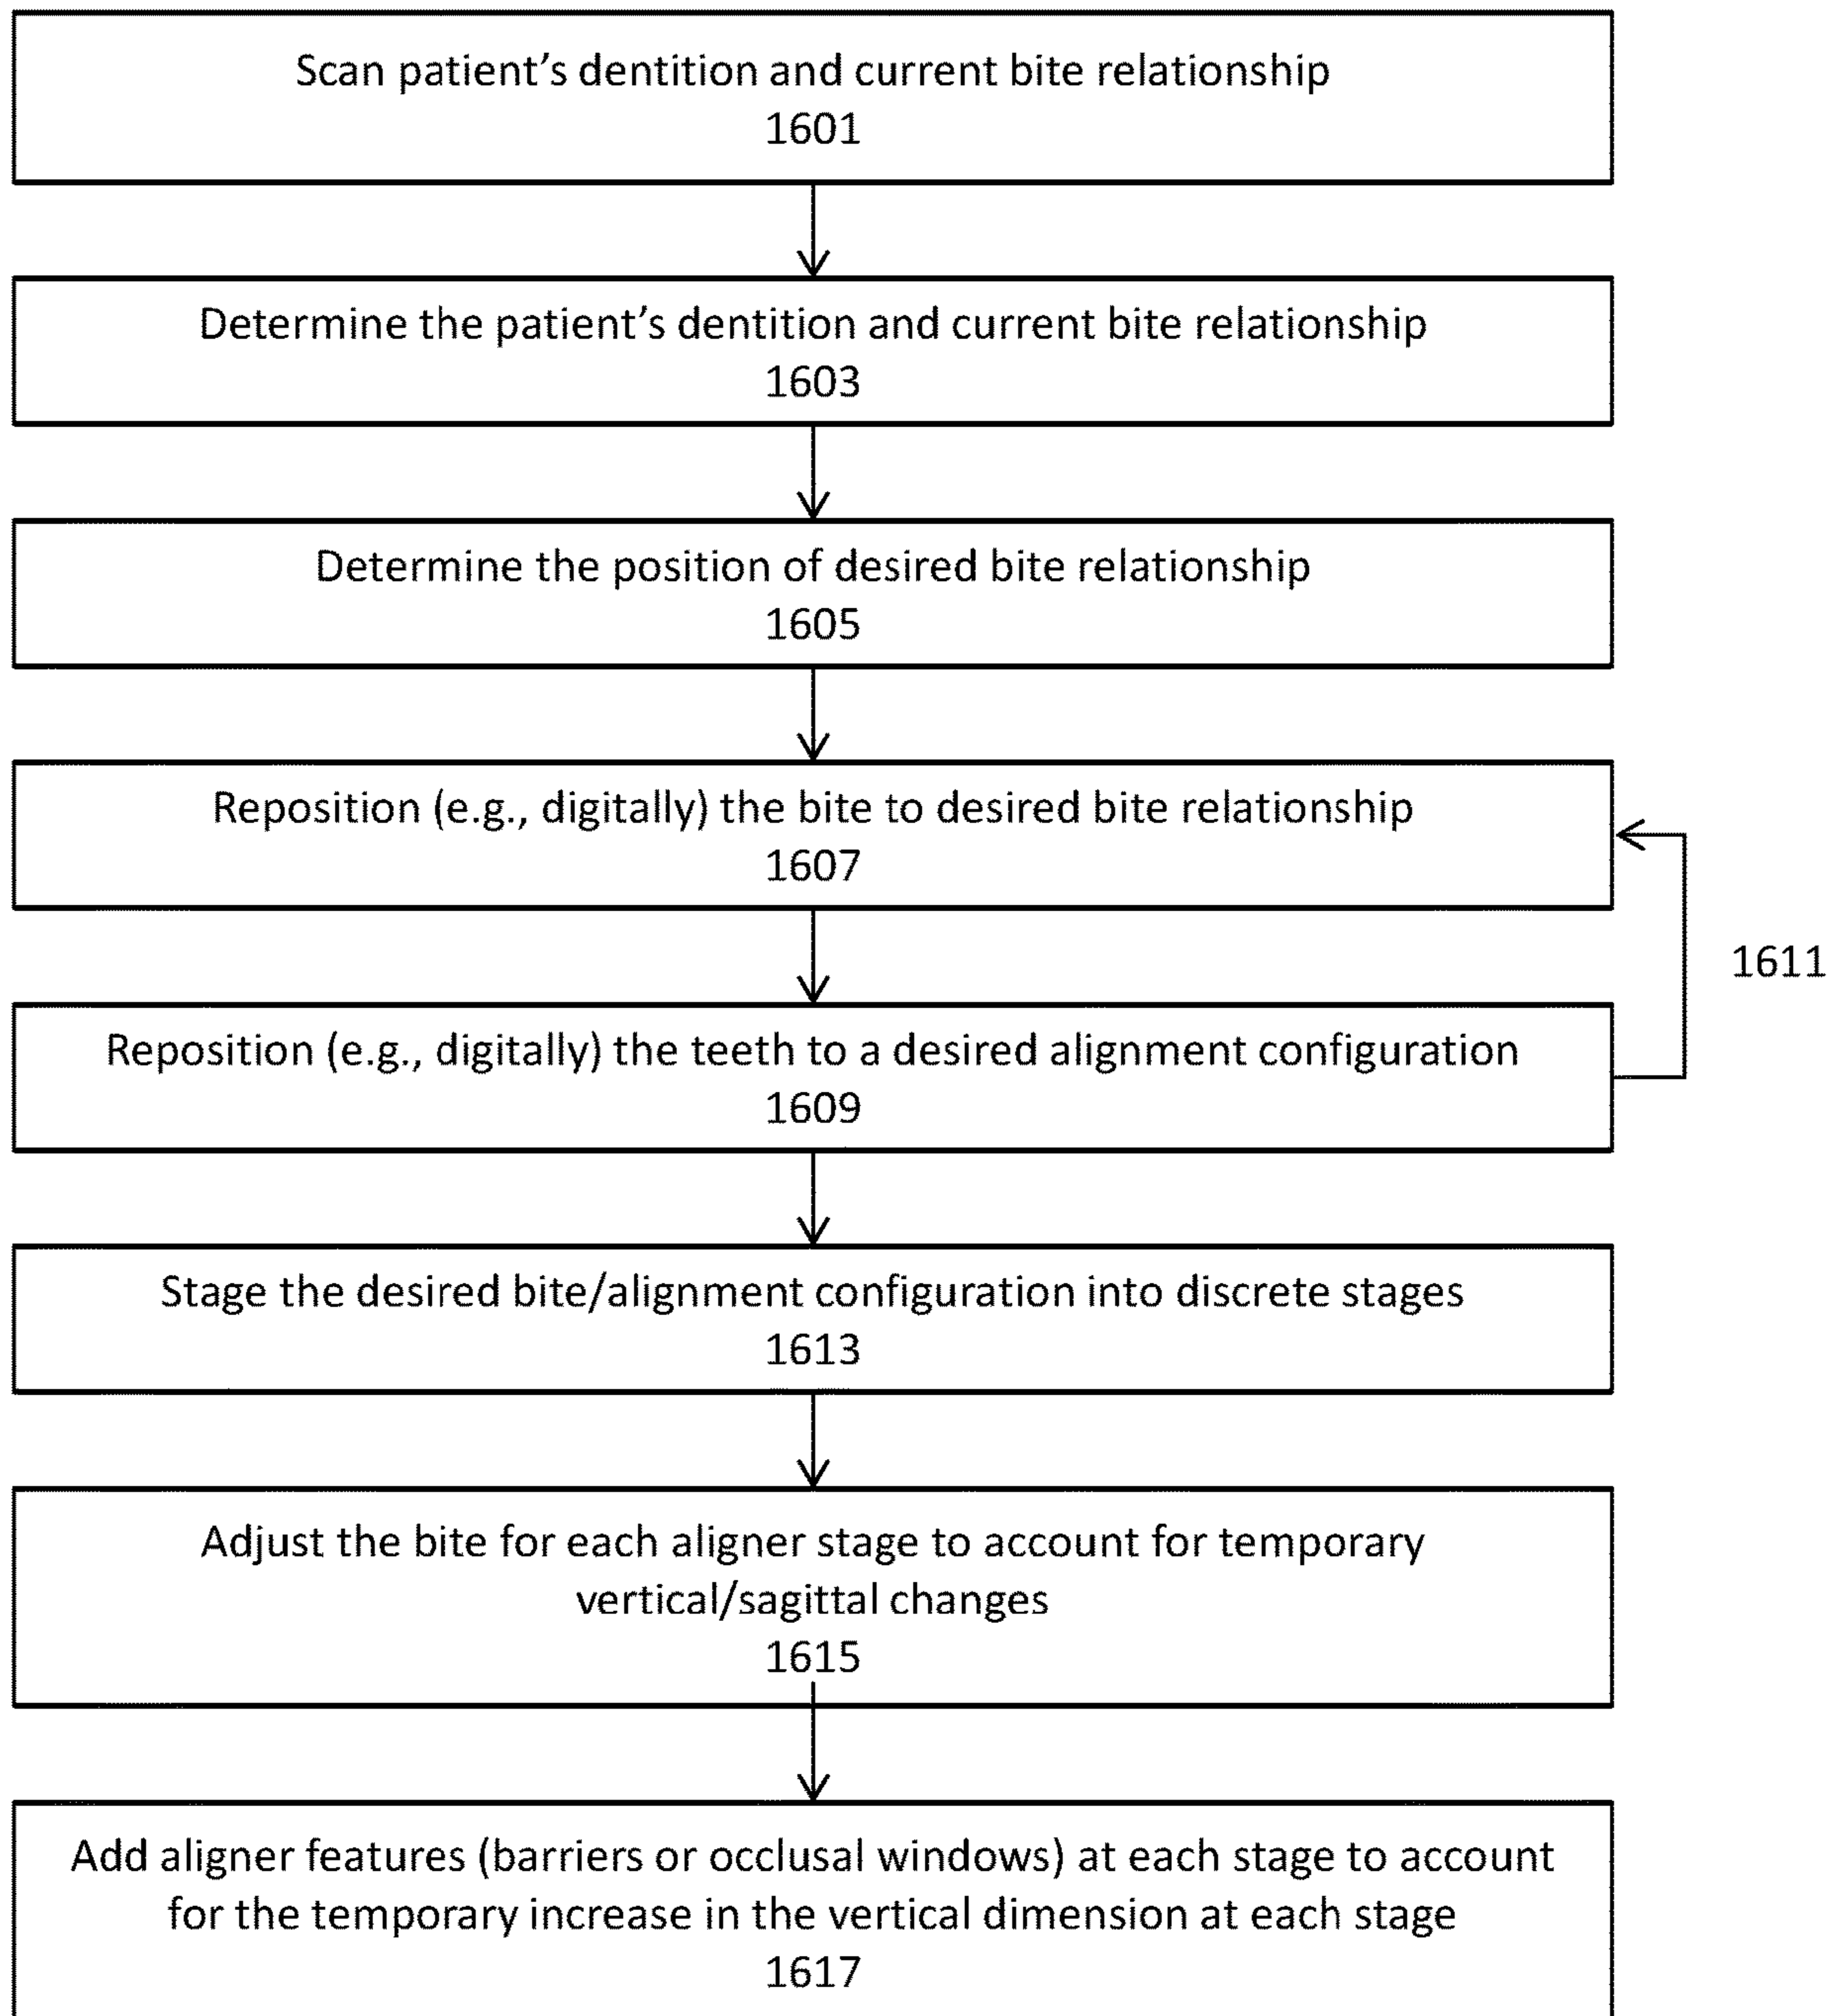 Scan patient’s dentition and current bite relationship
1601
Determine the patient’s dentition and current bite relationship
1603
Determine the position of desired bite relationship
1605
Reposition (e.g., digitally) the bite to desired bite relationship
1607
1611
Reposition (e.g., digitally) the teeth to a desired alignment configuration
1609
Stage the desired bite/alignment configuration into discrete stages
1613
Adjust the bite for each aligner stage to account for temporary
vertical/sagittal changes
1615
Add aligner features (barriers or occlusal windows) at each stage to account
for the temporary increase in the vertical dimension at each stage
1617